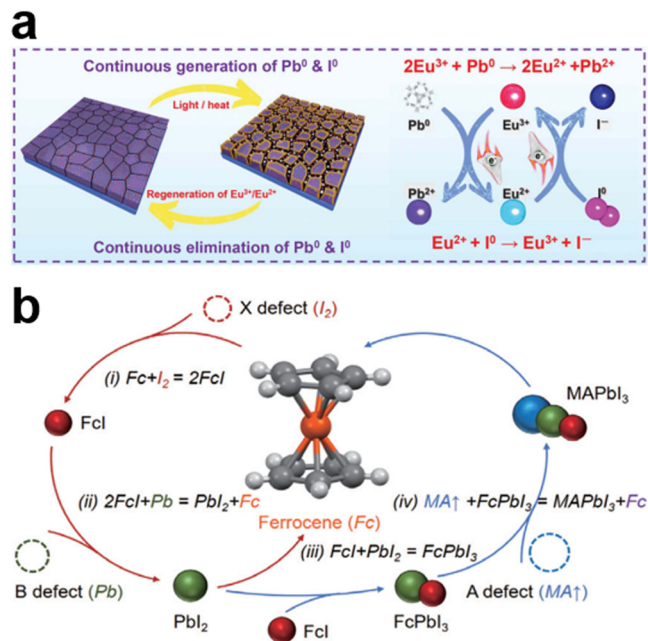 a
Continuous generation of Pb⁰ & I⁰
Light / heat
Regeneration of Eu³⁺/Eu²⁺
Continuous elimination of Pb⁰ & I⁰
2Eu³⁺ + Pb⁰ → 2Eu²⁺ +Pb²⁺
Pb⁰
Eu³⁺
I⁻
e⁻
e⁻
Pb²⁺
Eu²⁺
I⁰
Eu²⁺ + I⁰ → Eu³⁺ + I⁻
b
X defect (I₂)
(i) Fc+I₂ = 2FcI
FcI
MAPbI₃
(ii) 2FcI+Pb = PbI₂+Fc
(iv) MA↑ +FcPbI₃ = MAPbI₃+Fc
Ferrocene (Fc)
(iii) FcI+PbI₂ = FcPbI₃
B defect (Pb)
A defect (MA↑)
PbI₂
FcPbI₃
FcI